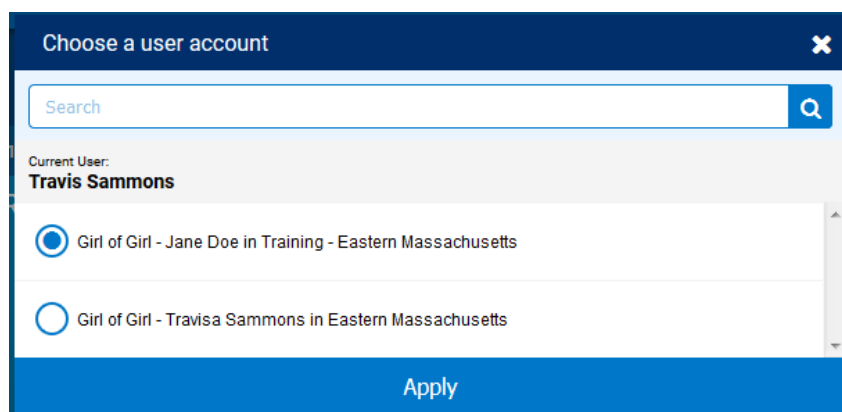 Choose a user account
Search
Current User:
Travis Sammons
Girl of Girl - Jane Doe in Training - Eastern Massachusetts
Girl of Girl - Travisa Sammons in Eastern Massachusetts
Apply